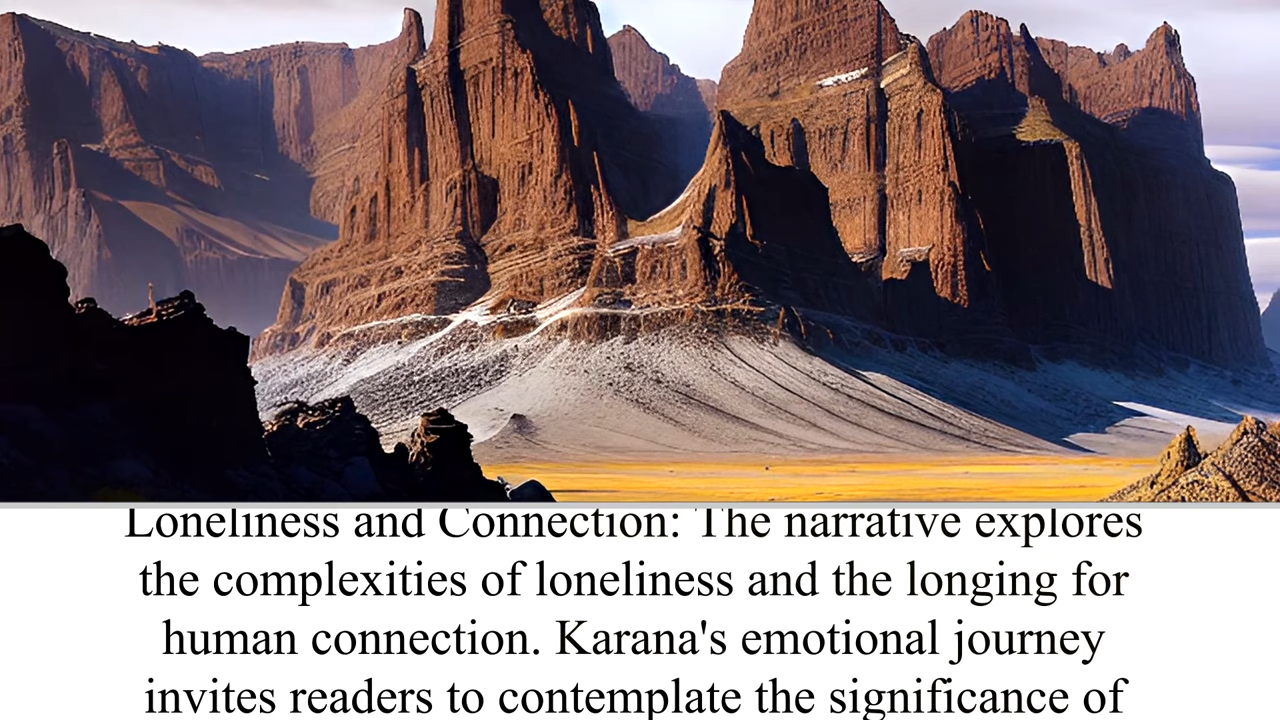 Loneliness and Connection: The narrative explores
the complexities of loneliness and the longing for
human connection. Karana's emotional journey
invites readers to contemplate the significance of